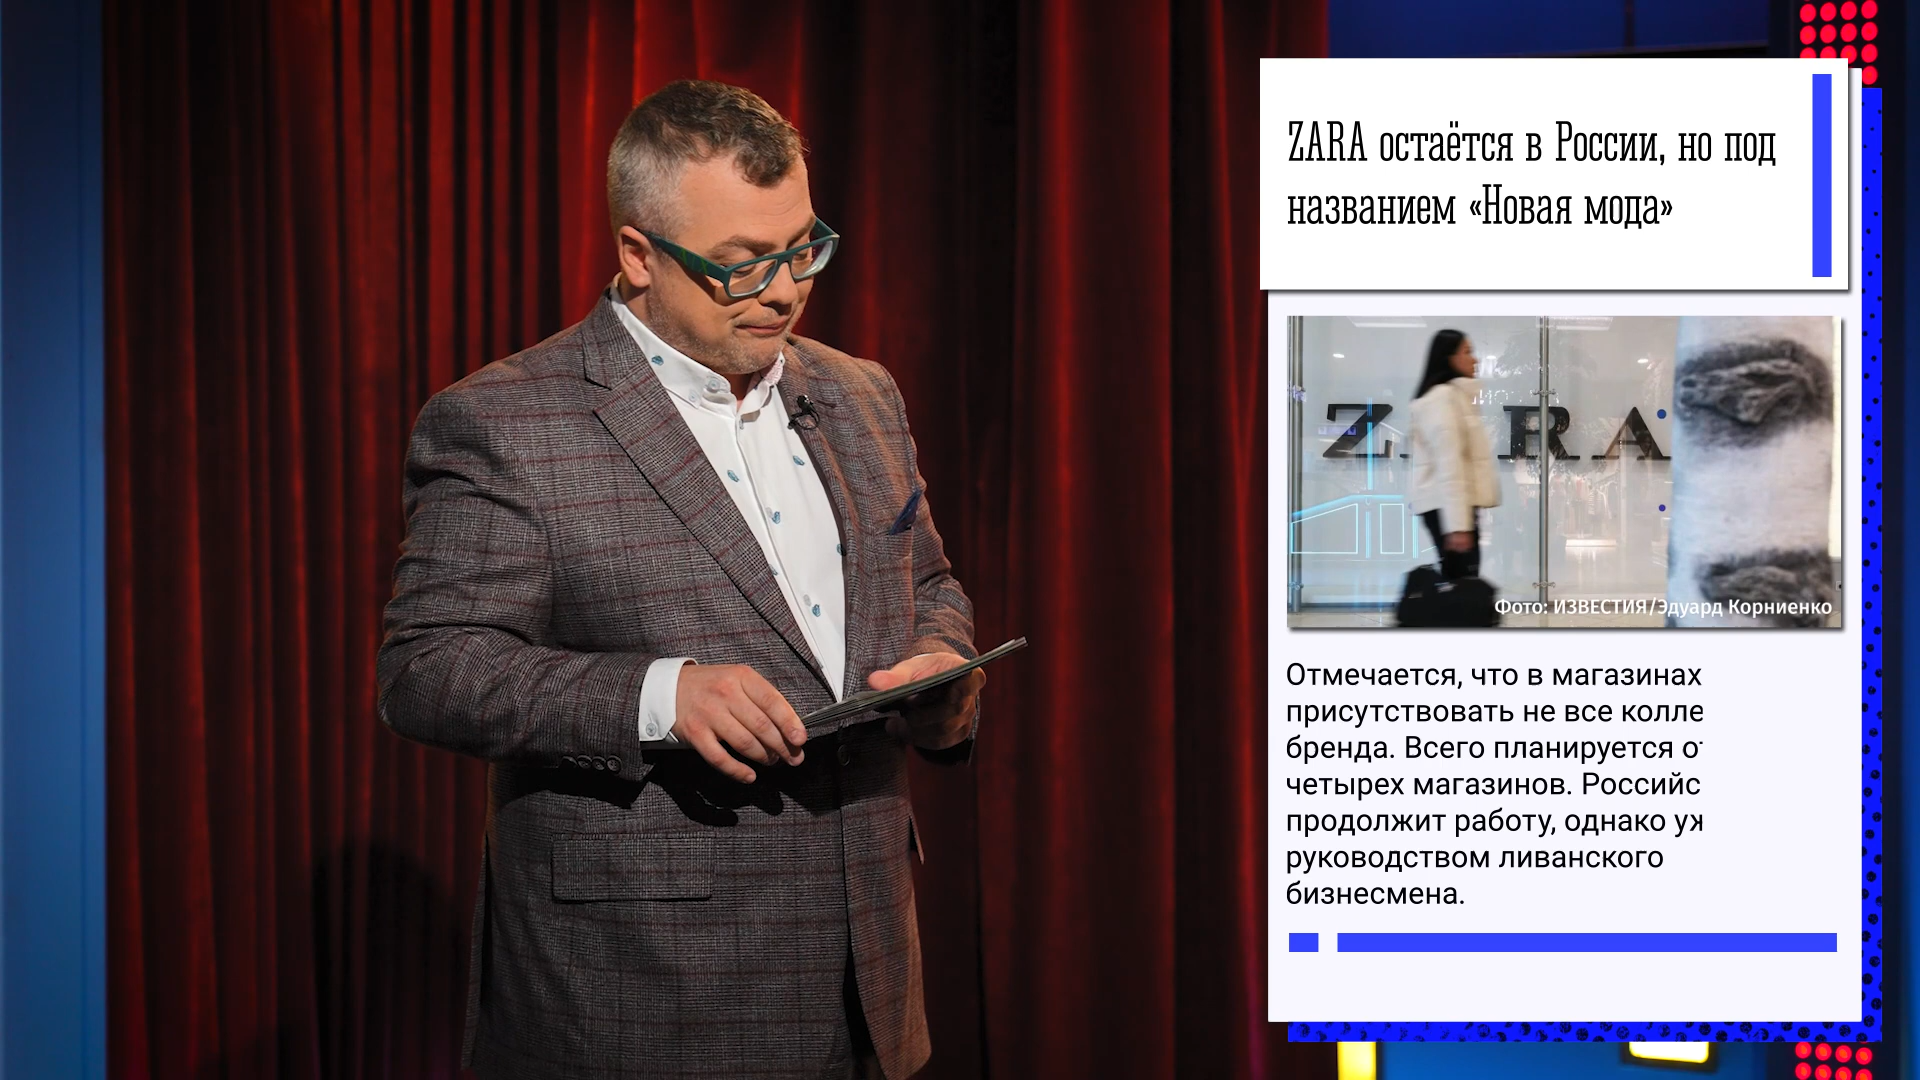 ZARA остаётся в России, но под
названием «Новая мода»
Z RA
Фото: ИЗВЕСТИЯ/Эдуард Корниенко
Отмечается, что в магазинах
присутствовать не все колле
бренда. Всего планируется
четырех магазинов. Российс
продолжит работу, однако
руководством ливанского
бизнесмена.